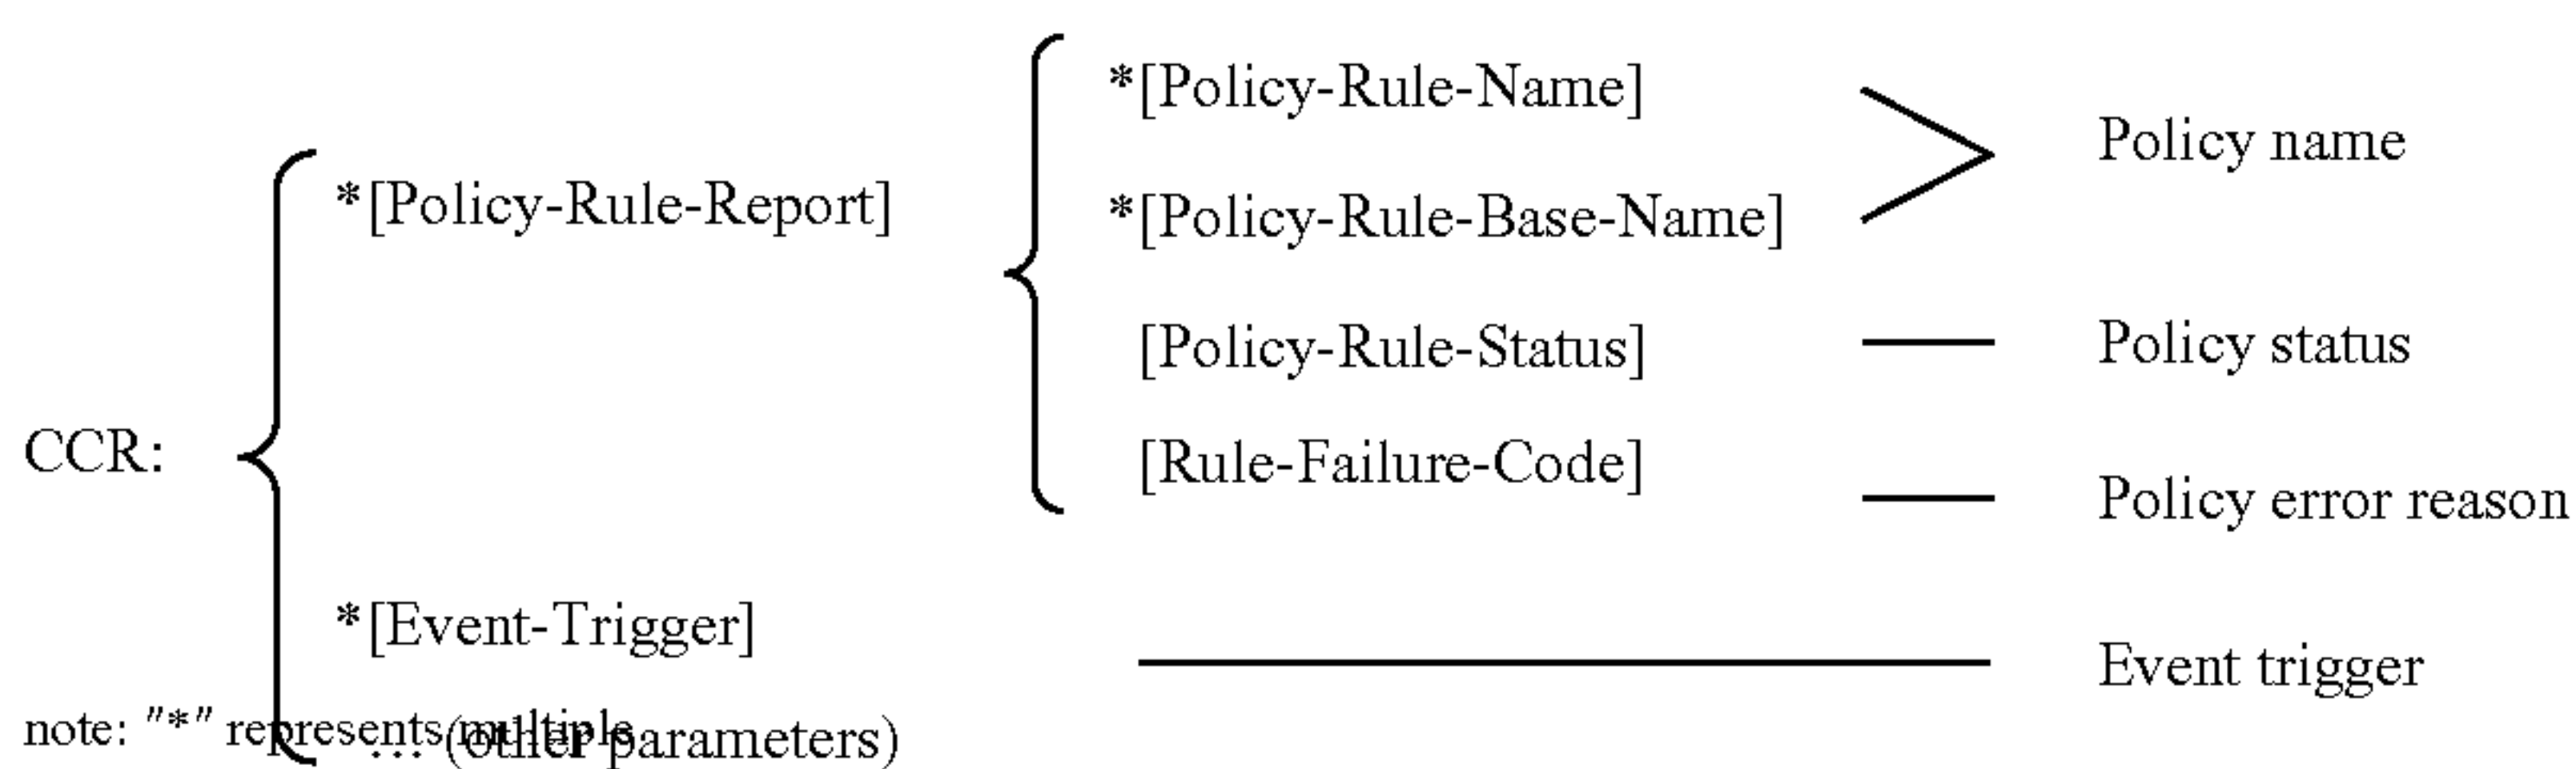 *[Policy-Rule-Name]
Policy name
*[Policy-Rule-Report]
*[Policy-Rule-Base-Name]
[Policy-Rule-Status]
Policy status
CCR:
[Rule-Failure-Code]
Policy error reason
*[Event-Trigger]
Event trigger
note: "*" represents multiple
... (other parameters)